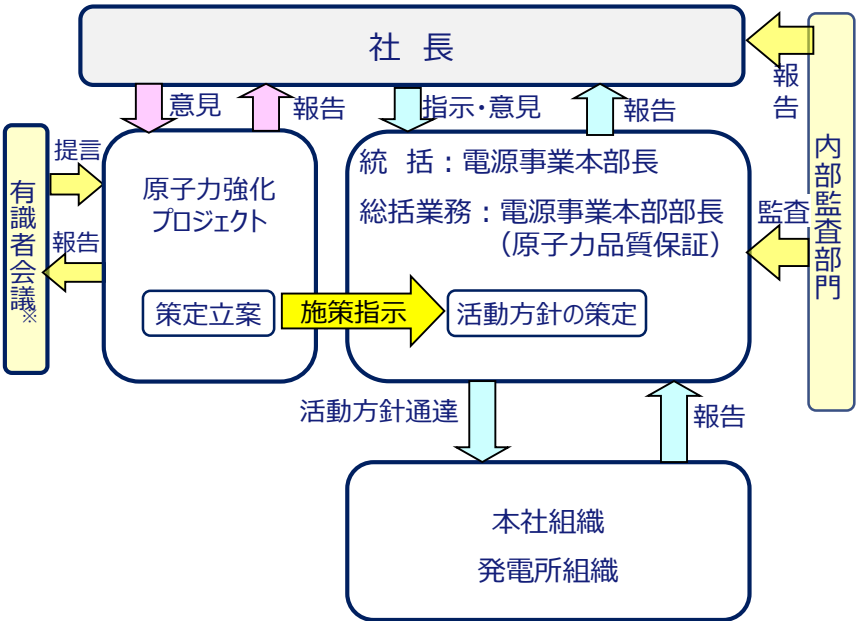 社 長
報告
意見
報告
指示・意見
報告
有識者会議※
提言
報告
原子力強化
プロジェクト
策定立案
施策指示
統 括：電源事業本部長
総括業務：電源事業本部部長
（原子力品質保証）
活動方針の策定
監査
内部監査部門
活動方針通達
報告
本社組織
発電所組織